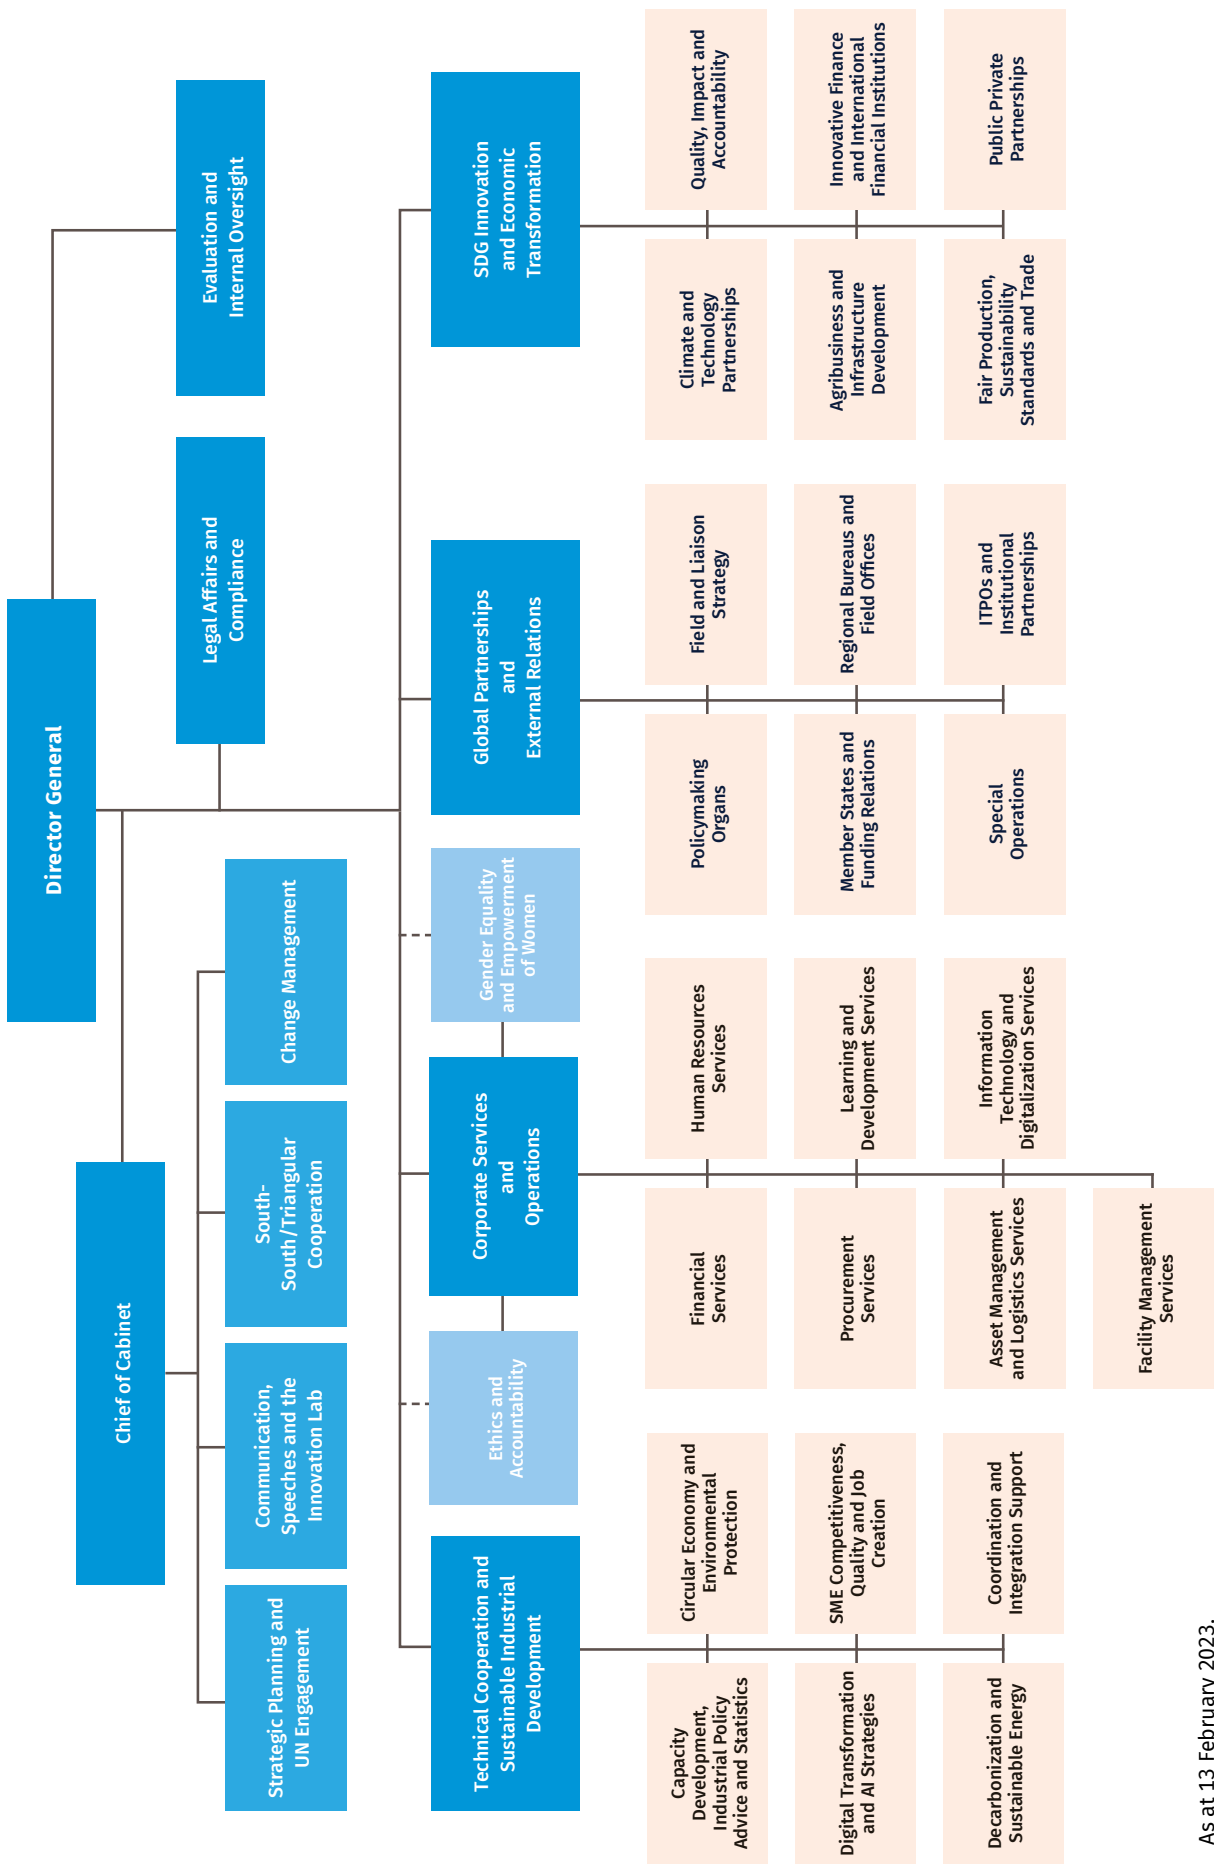 Director General
Evaluation and
Internal Oversight
Legal Affairs and
Compliance
Chief of Cabinet
Strategic Planning and
UN Engagement
Communication,
Speeches and the
Innovation Lab
South-
South/Triangular
Cooperation
Change Management
Technical Cooperation and
Sustainable Industrial
Development
Ethics and
Accountability
Corporate Services
and
Operations
Gender Equality
and Empowerment
of Women
Global Partnerships
and
External Relations
SDG Innovation
and Economic
Transformation
Capacity
Development,
Industrial Policy
Advice and Statistics
Circular Economy and
Environmental
Protection
Digital Transformation
and AI Strategies
SME Competitiveness,
Quality and Job
Creation
Decarbonization and
Sustainable Energy
Coordination and
Integration Support
Financial
Services
Human Resources
Services
Procurement
Services
Learning and
Development Services
Asset Management
and Logistics Services
Information
Technology and
Digitalization Services
Facility Management
Services
Policymaking
Organs
Field and Liaison
Strategy
Member States and
Funding Relations
Regional Bureaus and
Field Offices
Special
Operations
ITPOs and
Institutional
Partnerships
Climate and
Technology
Partnerships
Quality, Impact and
Accountability
Agribusiness and
Infrastructure
Development
Innovative Finance
and International
Financial Institutions
Fair Production,
Sustainability
Standards and Trade
Public Private
Partnerships
As at 13 February 2023.